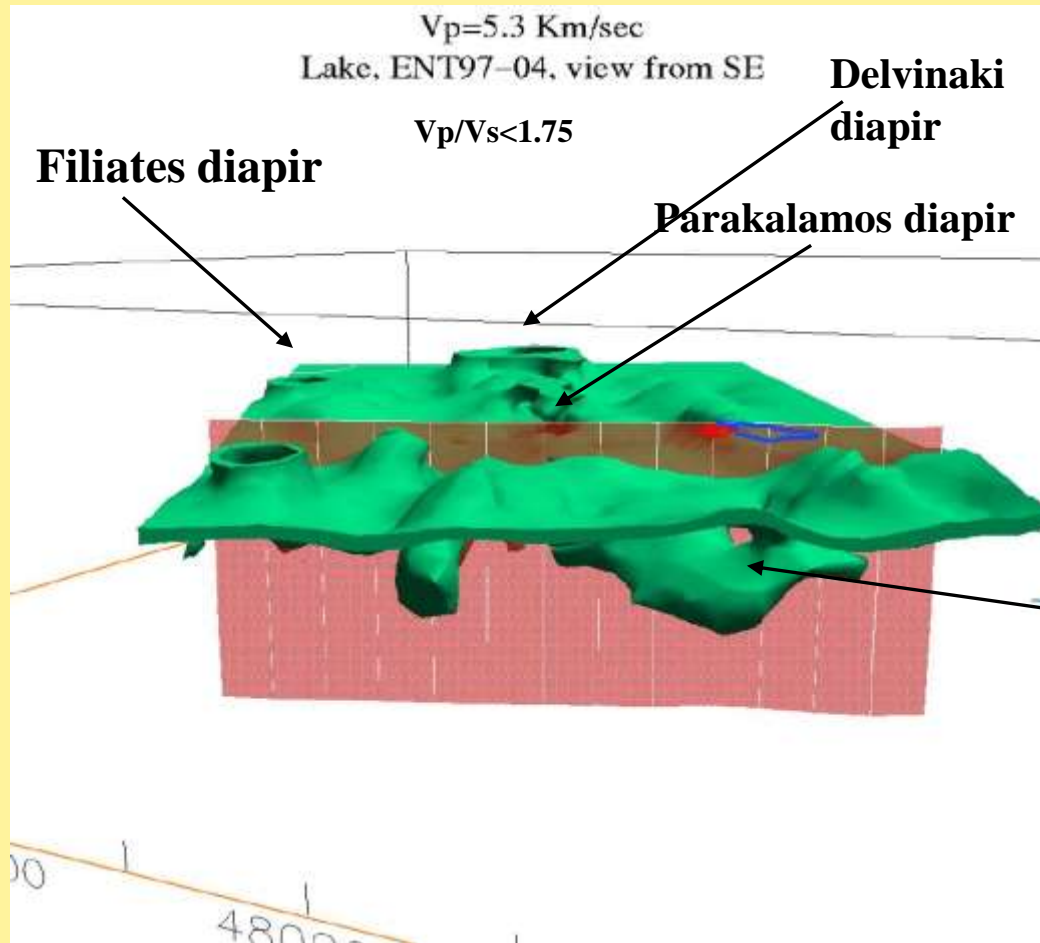 Vp=5.3 Km/sec
Lake, ENT97-04, view from SE
Delvinaki
diapir
Vp/Vs<1.75
Filiates diapir
Parakalamos diapir